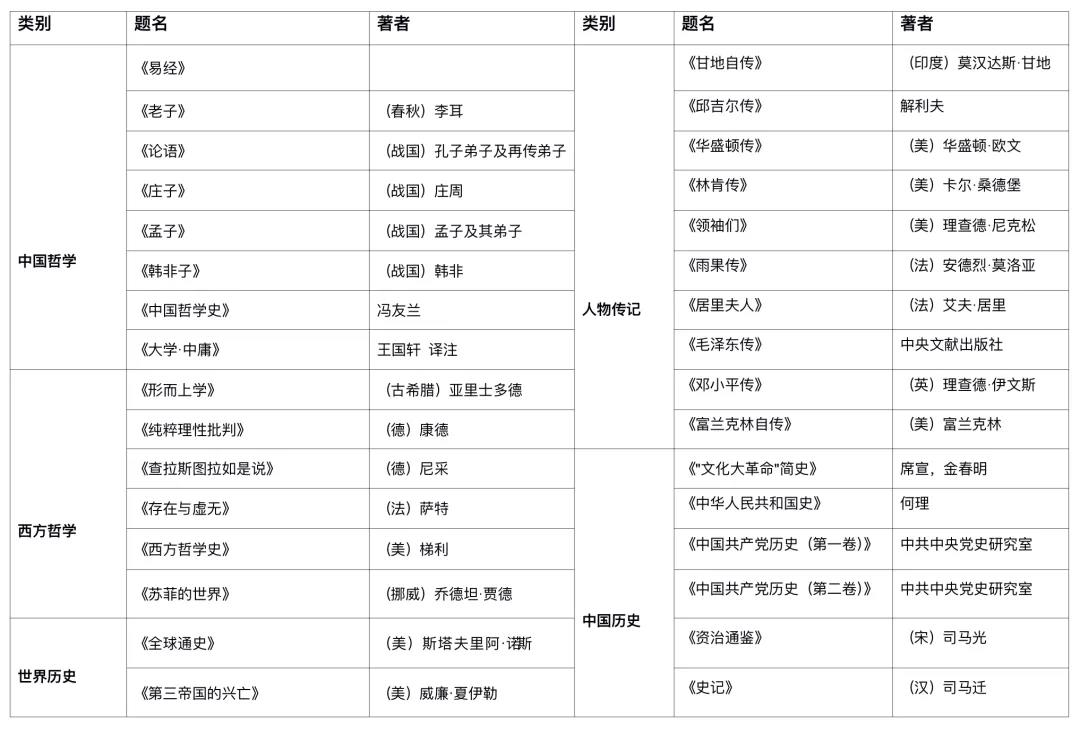 类别 题名 著者 类别 题名 著者
《易经》 《甘地自传》 （印度）莫汉达斯·甘地
《老子》 （春秋）李耳 《邱吉尔传》 解利夫
《论语》 （战国）孔子弟子及再传弟子 《华盛顿传》 （美）华盛顿·欧文
《庄子》 （战国）庄周 《林肯传》 （美）卡尔·桑德堡
《孟子》 （战国）孟子及其弟子 《领袖们》 （美）理查德·尼克松
中国哲学
《韩非子》 （战国）韩非 《雨果传》 （法）安德烈·莫洛亚
《中国哲学史》 冯友兰 人物传记 《居里夫人》 （法）艾夫·居里
《大学·中庸》 王国轩 译注 《毛泽东传》 中央文献出版社
《形而上学》 （古希腊）亚里士多德 《邓小平传》 （英）理查德·伊文斯
《纯粹理性批判》 （德）康德 《富兰克林自传》 （美）富兰克林
《查拉斯图拉如是说》 （德）尼采 《"文化大革命"简史》 席宣，金春明
《存在与虚无》 （法）萨特 《中华人民共和国史》 何理
西方哲学
《西方哲学史》 （美）梯利 《中国共产党历史（第一卷）》 中共中央党史研究室
《苏菲的世界》 （挪威）乔德坦·贾德 《中国共产党历史（第二卷）》 中共中央党史研究室
中国历史
《全球通史》 （美）斯塔夫里阿·诺斯 《资治通鉴》 （宋）司马光
世界历史
《第三帝国的兴亡》 （美）威廉·夏伊勒 《史记》 （汉）司马迁